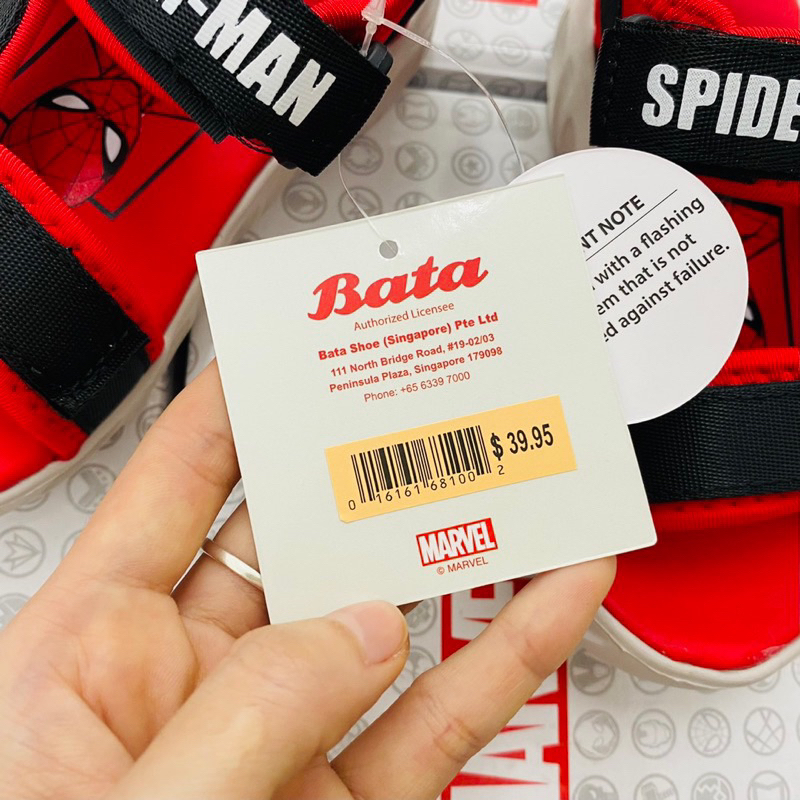 -MAN
SPIDE
NT NOTE
with a flashing
em that is not
ed against failure.
Bata
Authorized Licensee
Bata Shoe (Singapore) Pte Ltd
111 North Bridge Road, #19-02/03
Peninsula Plaza, Singapore 179098
Phone: +65 6339 7000
$ 39.95
0 16161 68100 2
MARVEL
© MARVEL